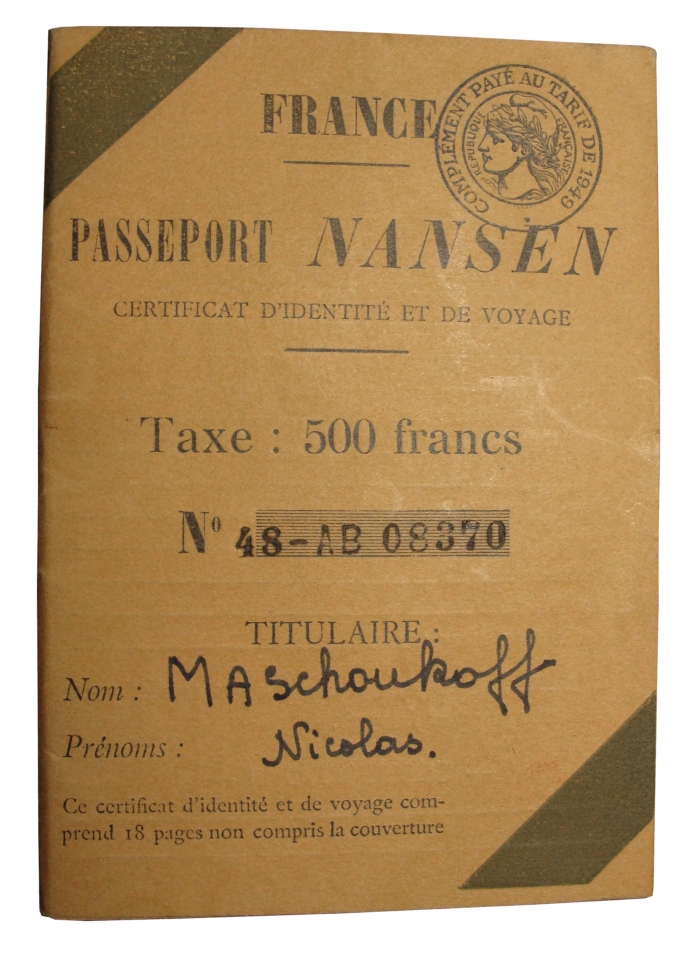 FRANCE
COMPLÉMENT PAYÉ AU TARIF DE 1949
RÉPUBLIQUE FRANÇAISE
PASSEPORT NANSEN
CERTIFICAT D'IDENTITÉ ET DE VOYAGE
Taxe : 500 francs
Nº 48-AB 08370
TITULAIRE :
Nom : MASchoukoff
Prénoms : Nicolas.
Ce certificat d'identité et de voyage com-
prend 18 pages non compris la couverture